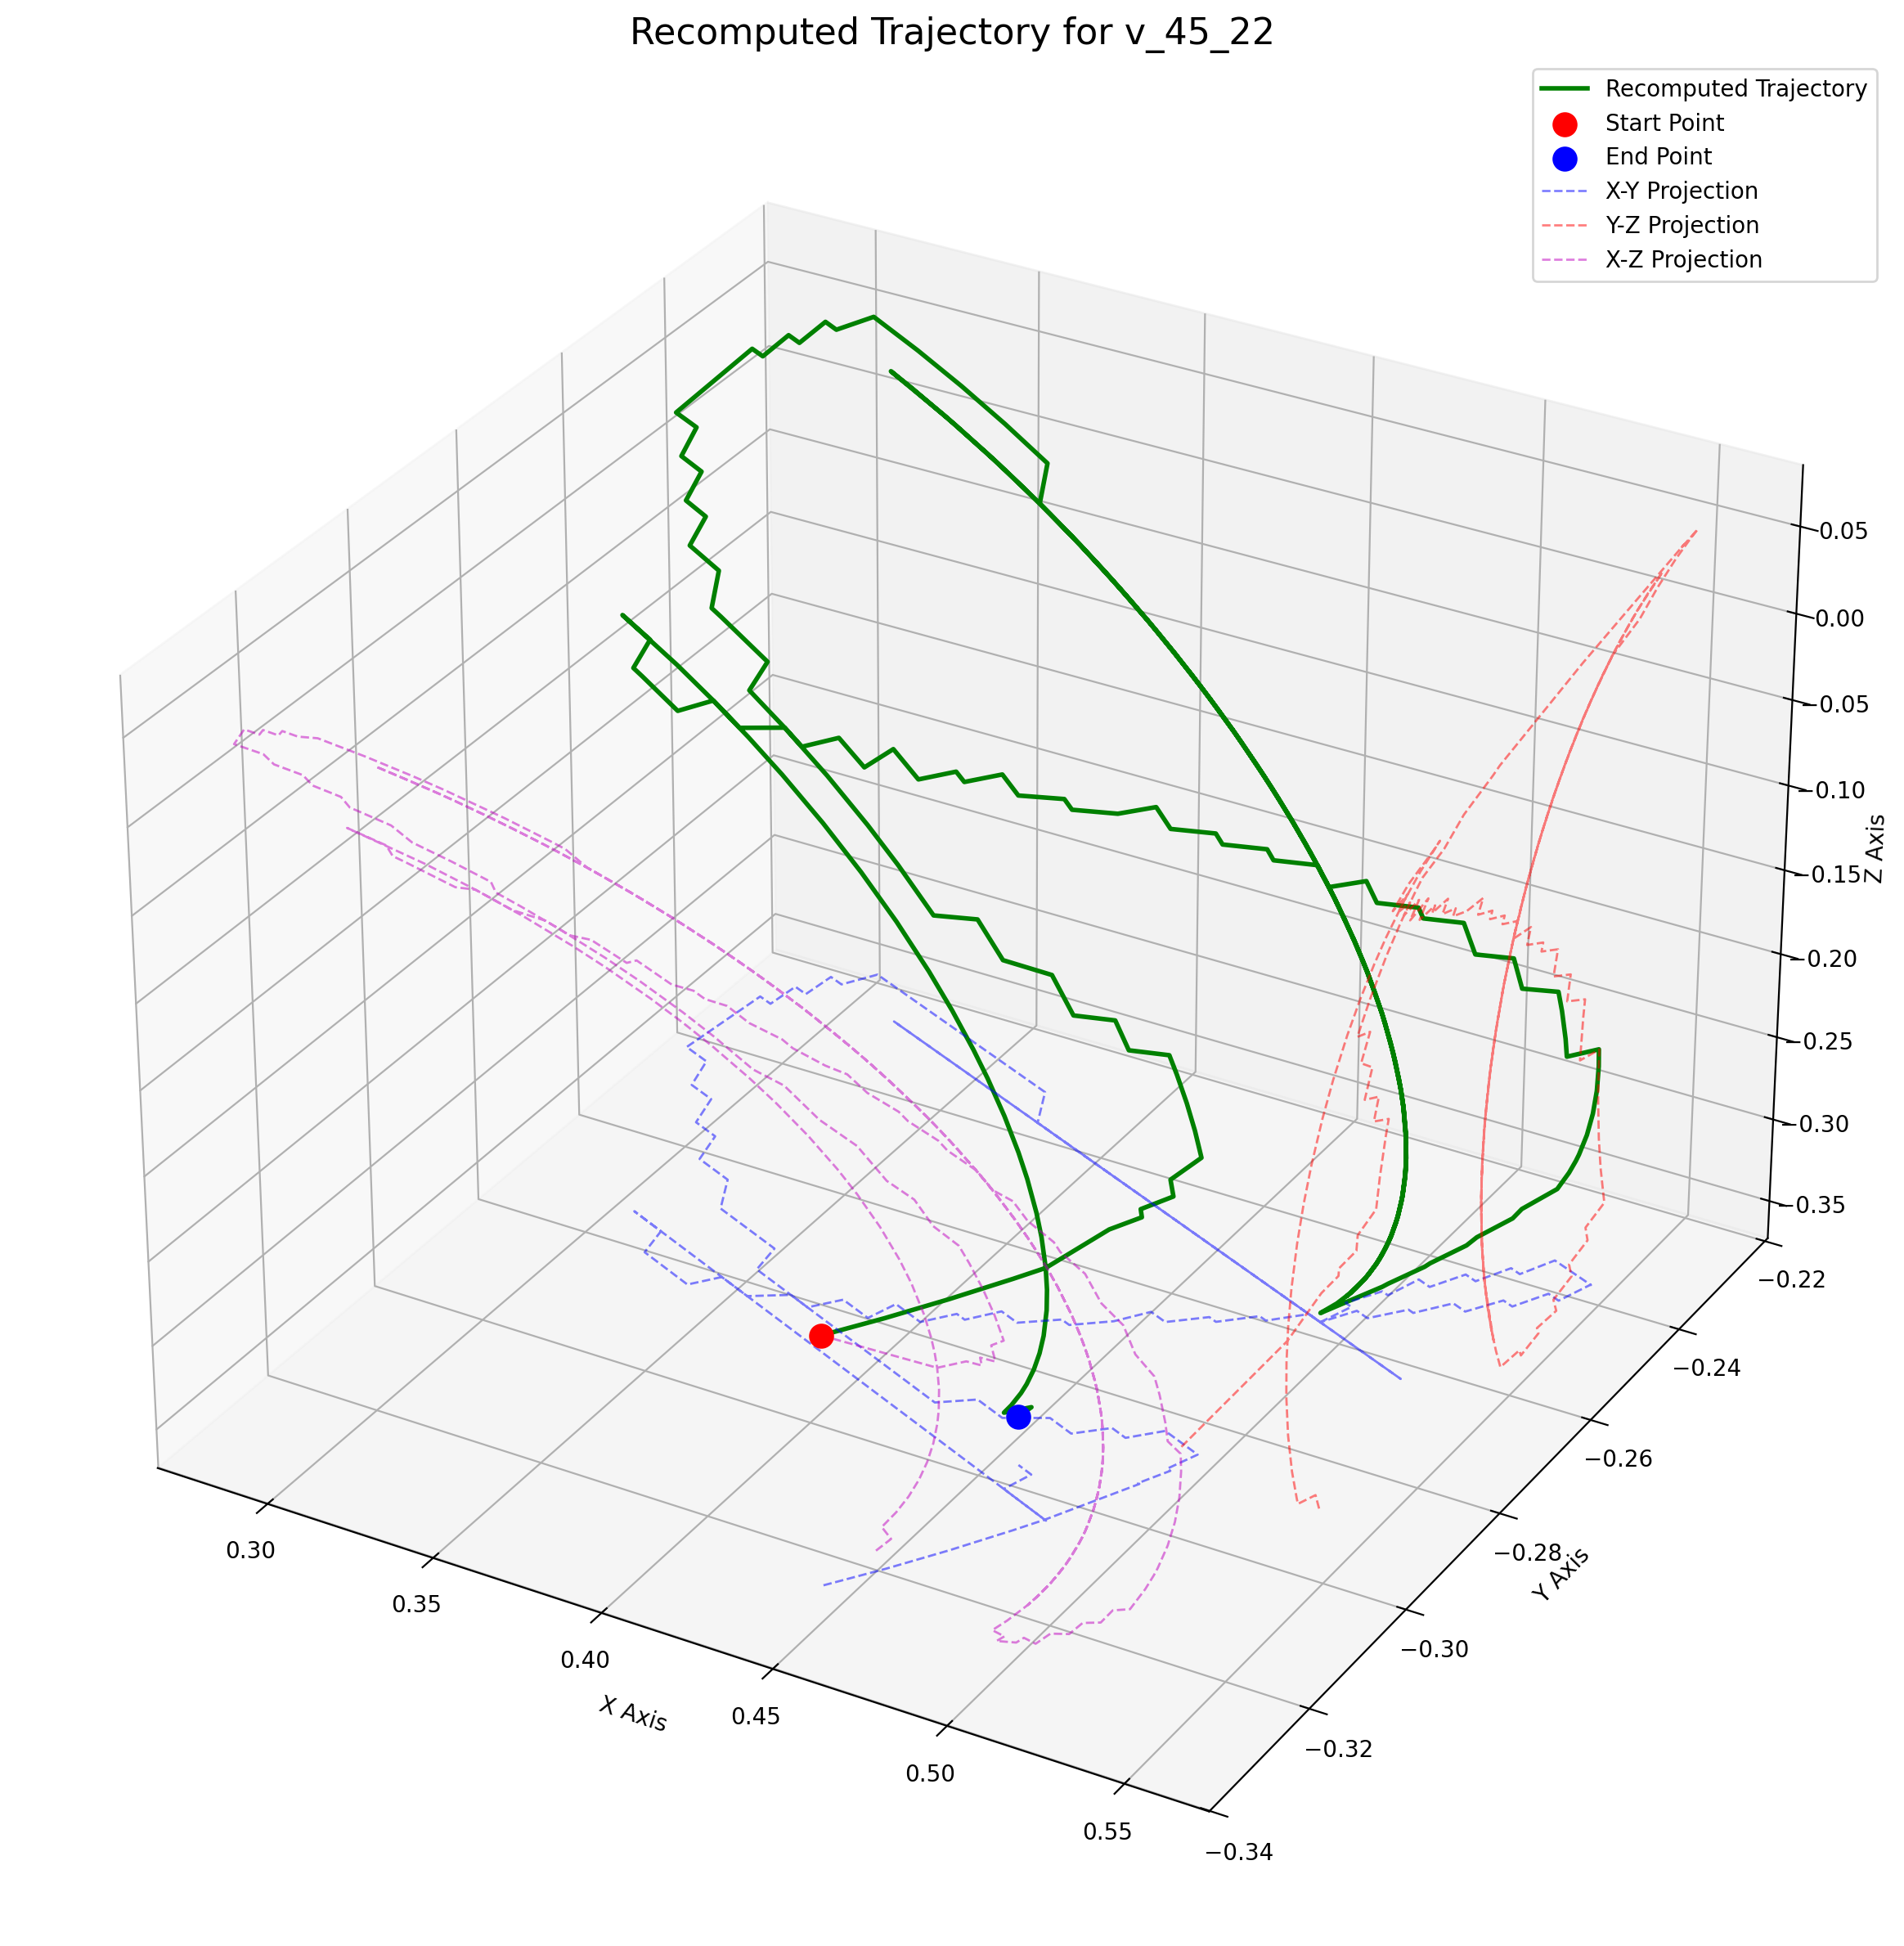 Recomputed Trajectory for v_45_22
Recomputed Trajectory
Start Point
End Point
X-Y Projection
Y-Z Projection
X-Z Projection
0.05
0.00
−0.05
−0.10
−0.15
−0.20
−0.25
−0.30
−0.35
Z Axis
−0.22
−0.24
−0.26
−0.28
−0.30
−0.32
−0.34
Y Axis
0.30
0.35
0.40
0.45
0.50
0.55
X Axis